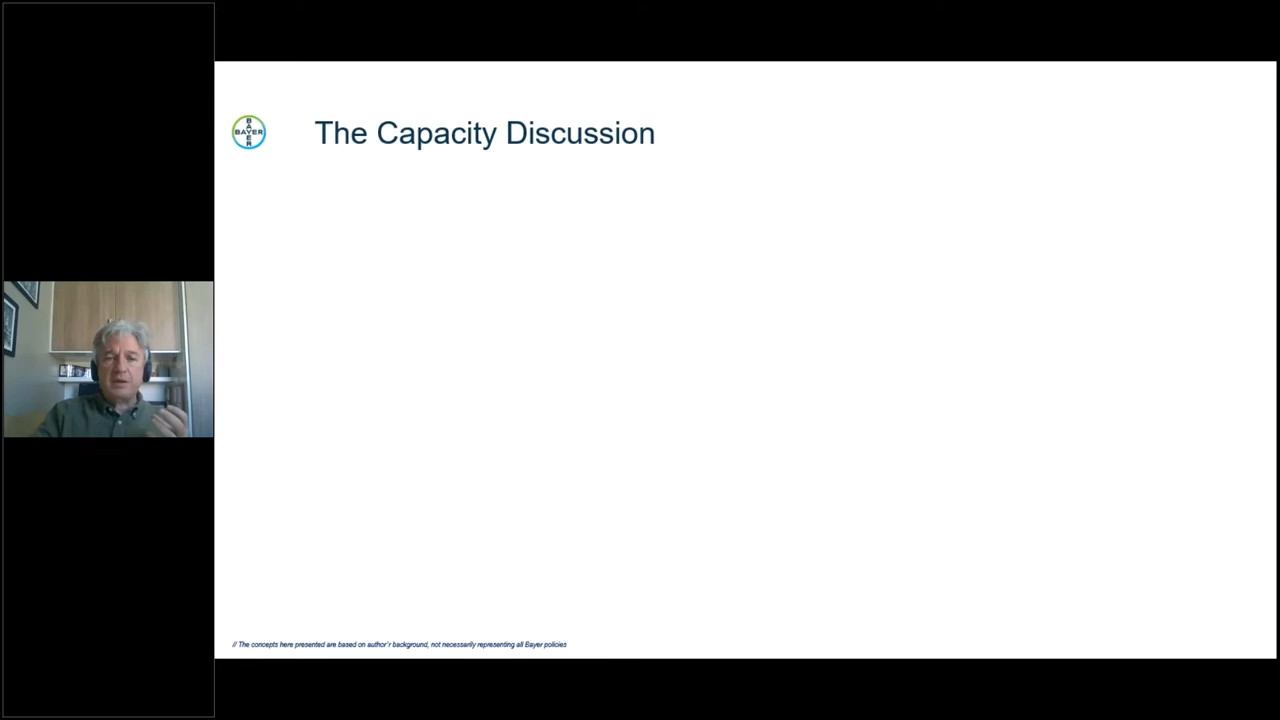 BAYER
BAYER
The Capacity Discussion
// The concepts here presented are based on author'r background, not necessarily representing all Bayer policies